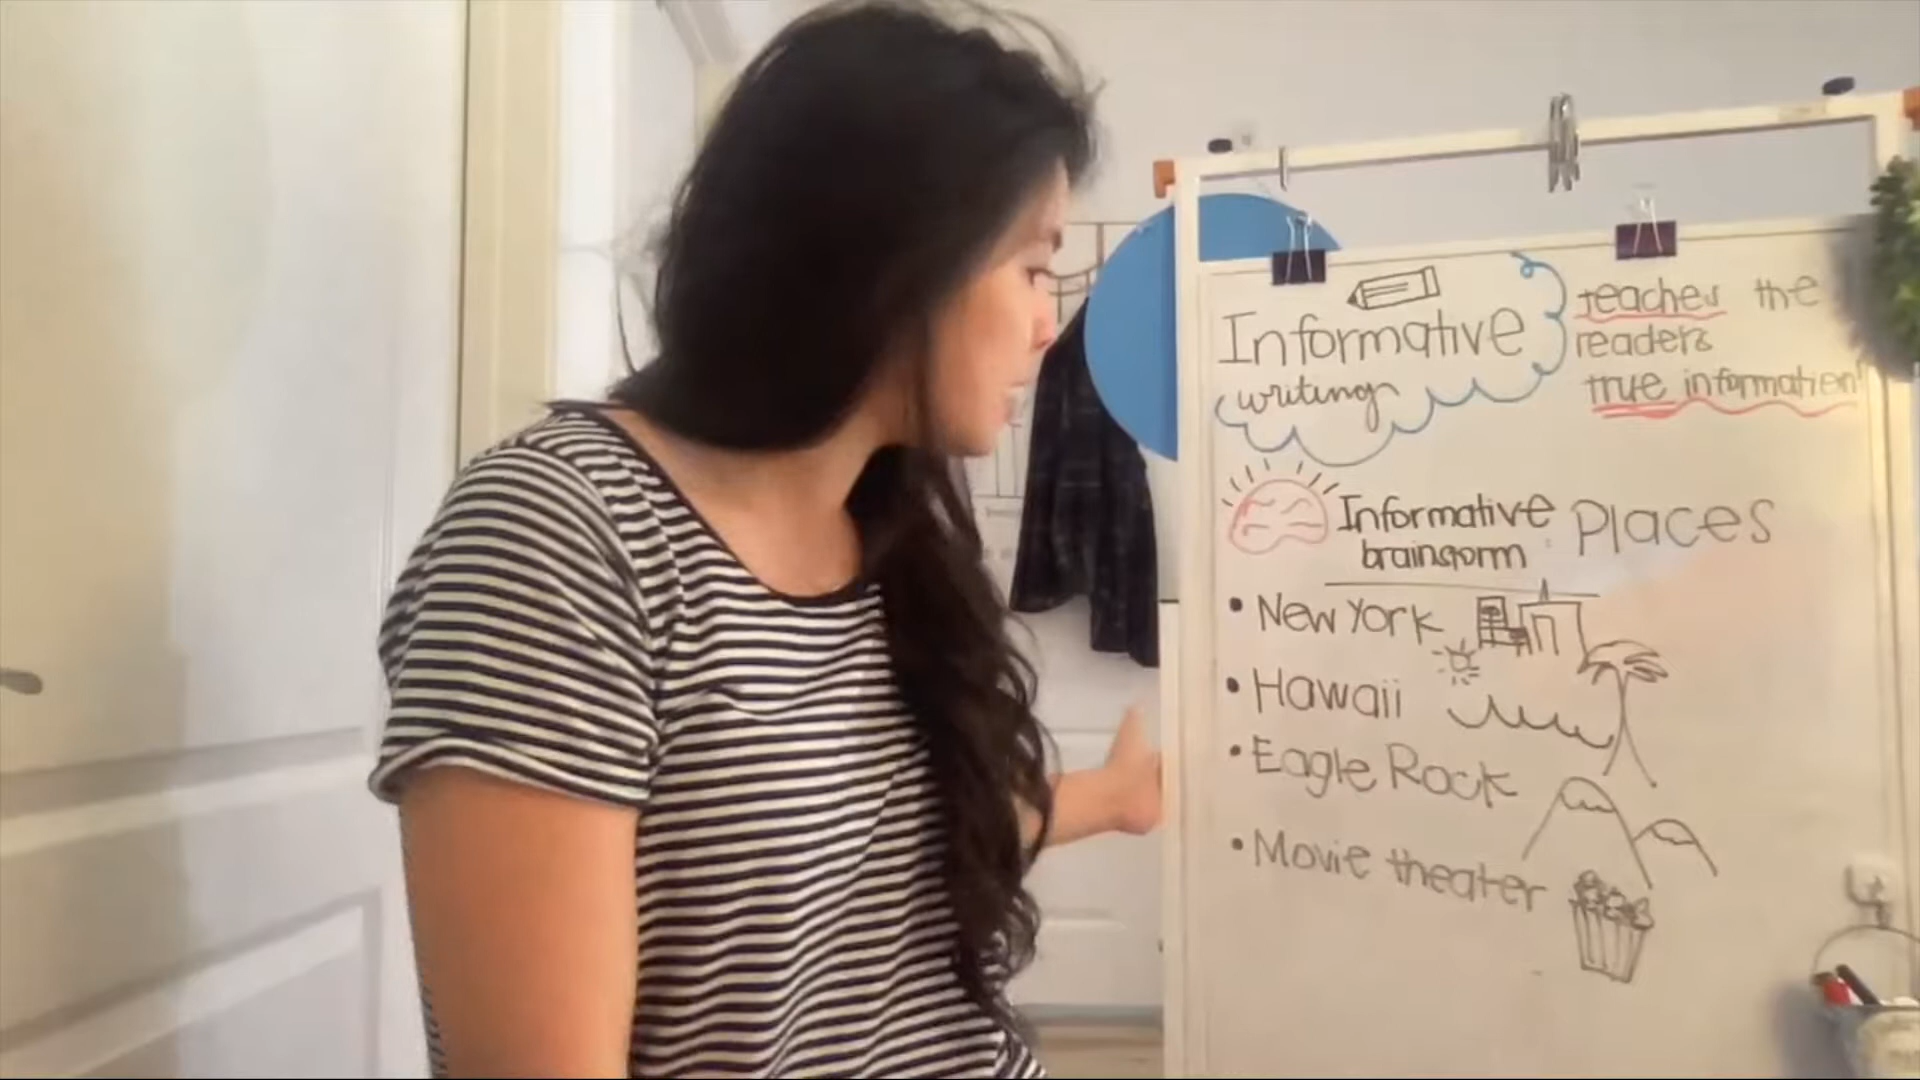 Informative
writing
teaches the
readers
true information!
Informative
brainstorm : Places
• New York
• Hawaii
• Eagle Rock
• Movie theater